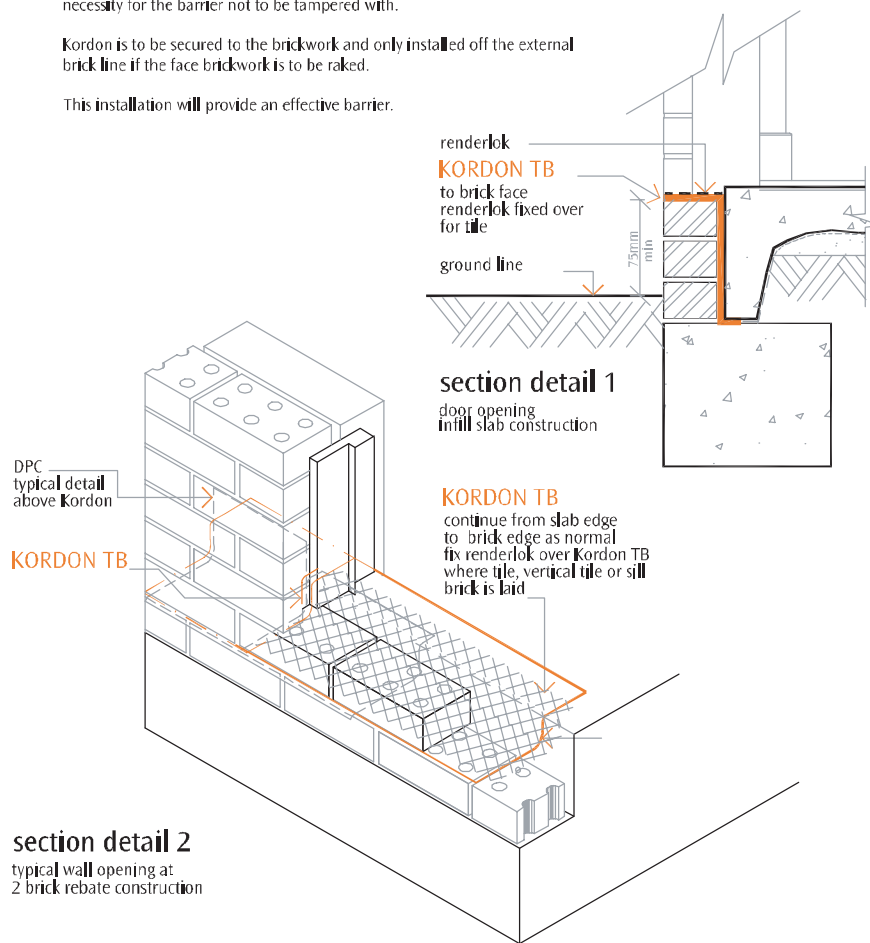 necessity for the barrier not to be tampered with.
Kordon is to be secured to the brickwork and only installed off the external
brick line if the face brickwork is to be raked.
This installation will provide an effective barrier.
renderlok
KORDON TB
to brick face
renderlok fixed over
for tile
75mm
min
ground line
section detail 1
door opening
infill slab construction
DPC
typical detail
above Kordon
KORDON TB
KORDON TB
continue from slab edge
to brick edge as normal
fix renderlok over Kordon TB
where tile, vertical tile or sill
brick is laid
section detail 2
typical wall opening at
2 brick rebate construction